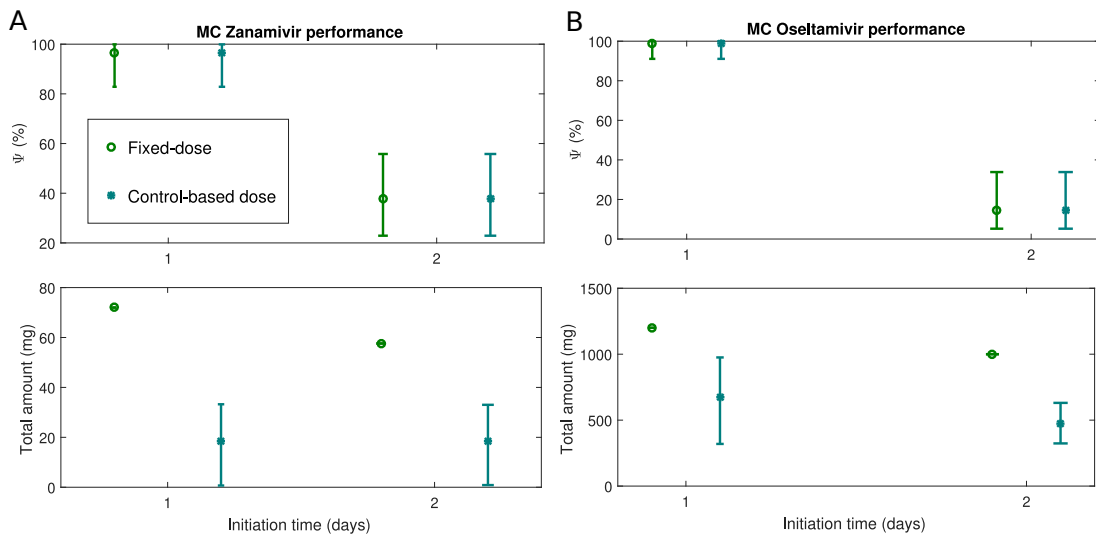 A
MC Zanamivir performance
100
80
60
40
20
Ψ (%)
Fixed-dose
Control-based dose
1
2
80
60
40
20
0
Total amount (mg)
1
2
Initiation time (days)
B
MC Oseltamivir performance
100
80
60
40
20
0
Ψ (%)
1
2
1500
1000
500
0
Total amount (mg)
1
2
Initiation time (days)